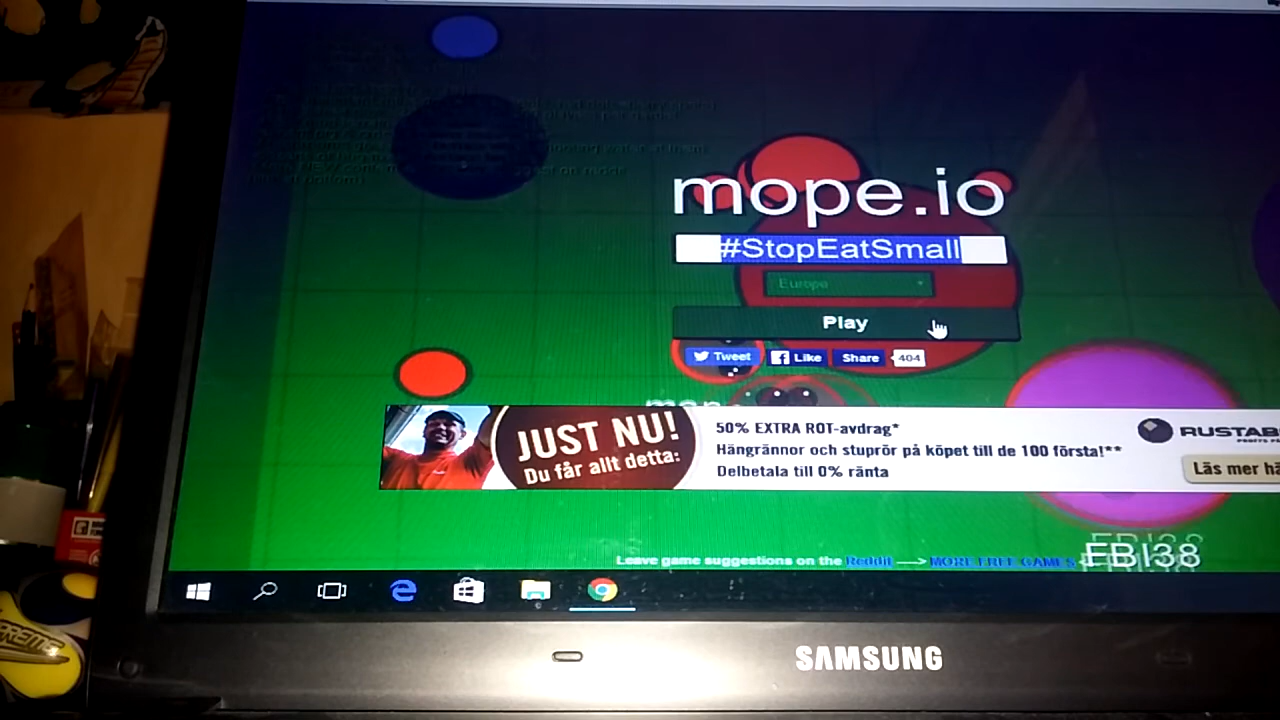 mope.io
#StopEatSmall
Europe
Play
Tweet
Like
Share
404
JUST NU!
Du får allt detta:
50% EXTRA ROT-avdrag*
Hängrännor och stuprör på köpet till de 100 första!**
Delbetala till 0% ränta
RUSTAB
Läs mer hä
Leave game suggestions on the Reddit ---> MORE FREE GAMES
SAMSUNG